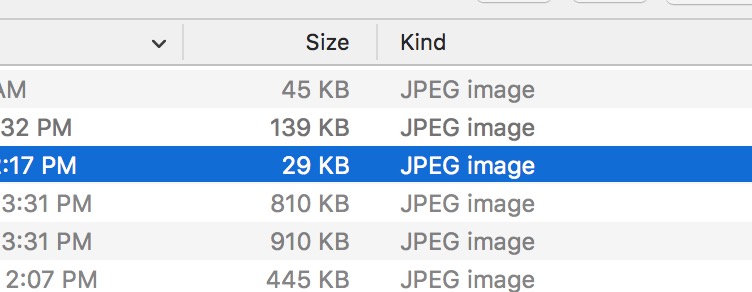 Size Kind
AM 45 KB JPEG image
32 PM 139 KB JPEG image
:17 PM 29 KB JPEG image
3:31 PM 810 KB JPEG image
3:31 PM 910 KB JPEG image
2:07 PM 445 KB JPEG image